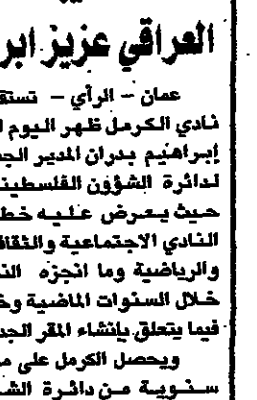 العراقي عزيز ابر
عمان - الرأي - تستق
نادي الكرمل ظهر اليوم ا
إبراهيم بدران المدير الجد
لدائرة الشؤون الفلسطينية
حيث يعرض عليه خط
النادي الاجتماعية والثقاف
والرياضية وما انجزه الن
خلال السنوات الماضية وخ
فيما يتعلق بإنشاء المقر الجد
ويحصل الكرمل على م
سنوية من دائرة الش